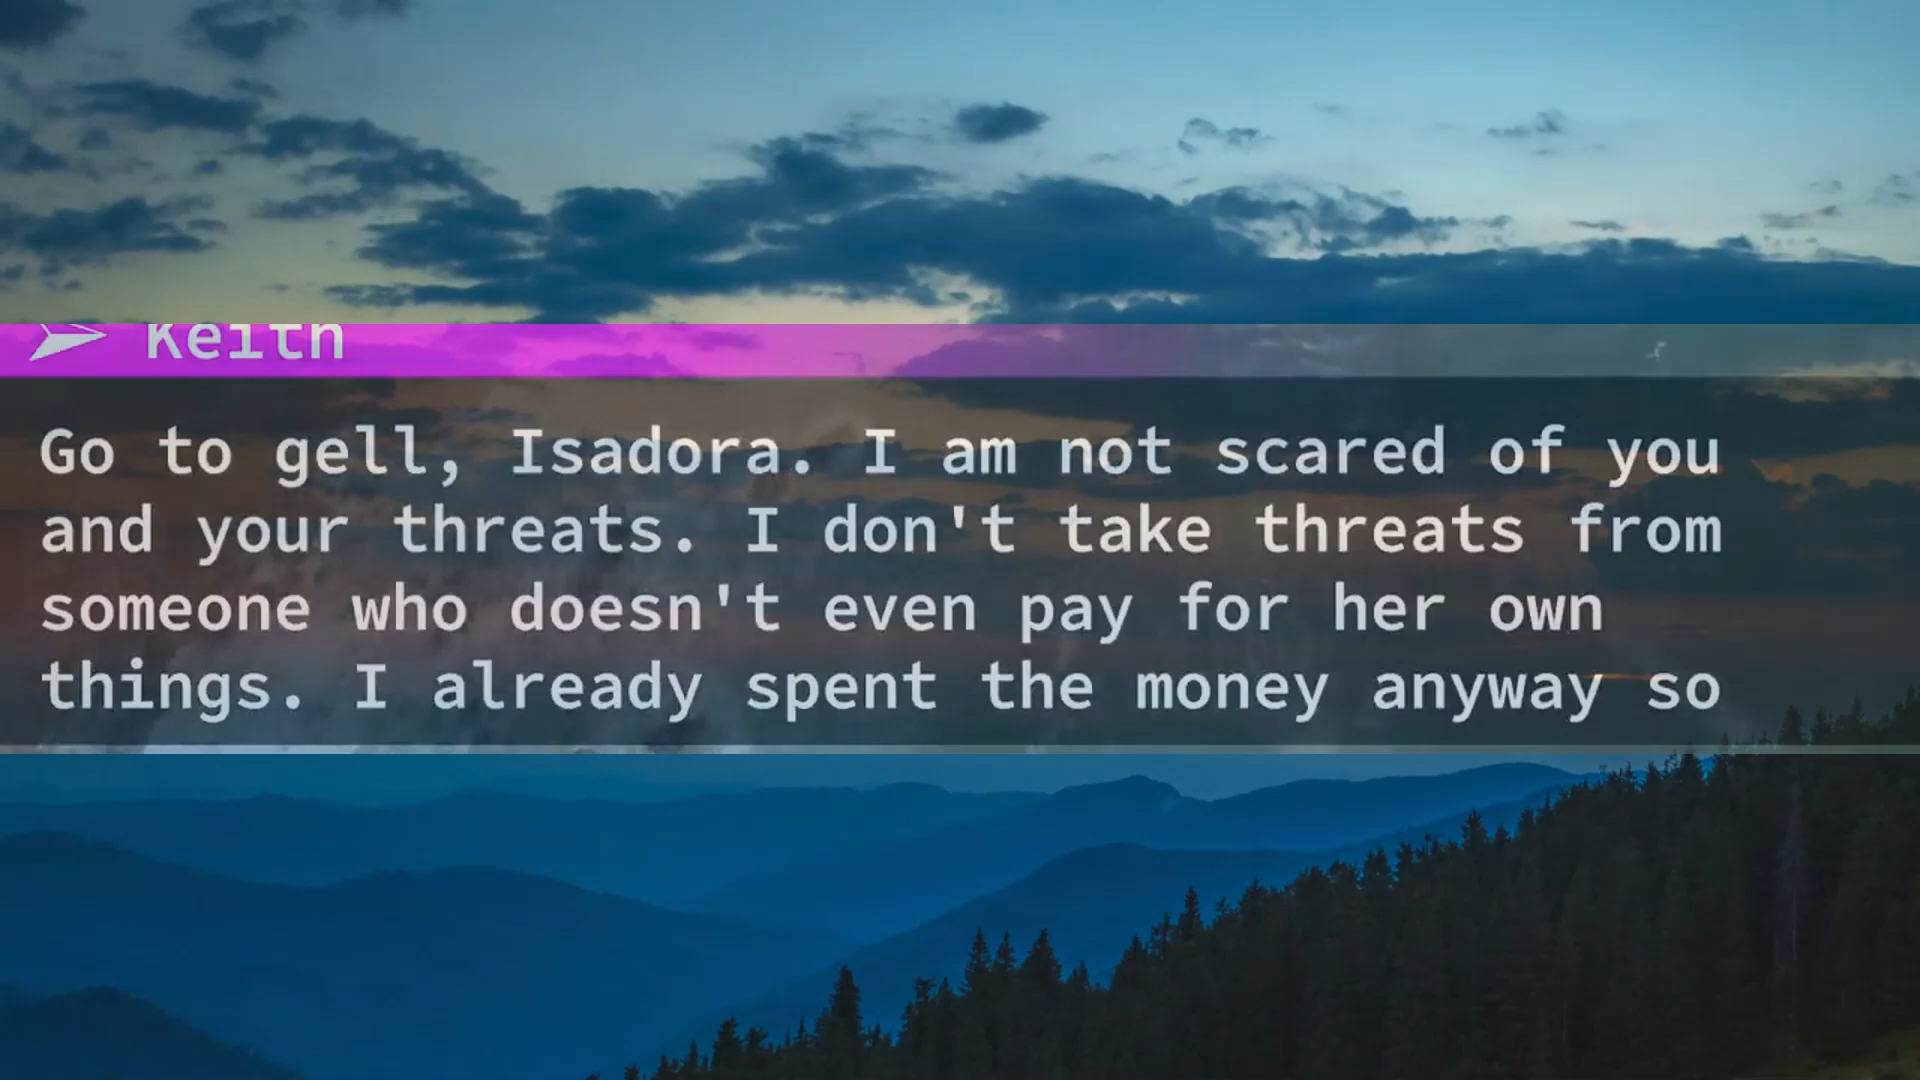 Keith
Go to gell, Isadora. I am not scared of you
and your threats. I don't take threats from
someone who doesn't even pay for her own
things. I already spent the money anyway so